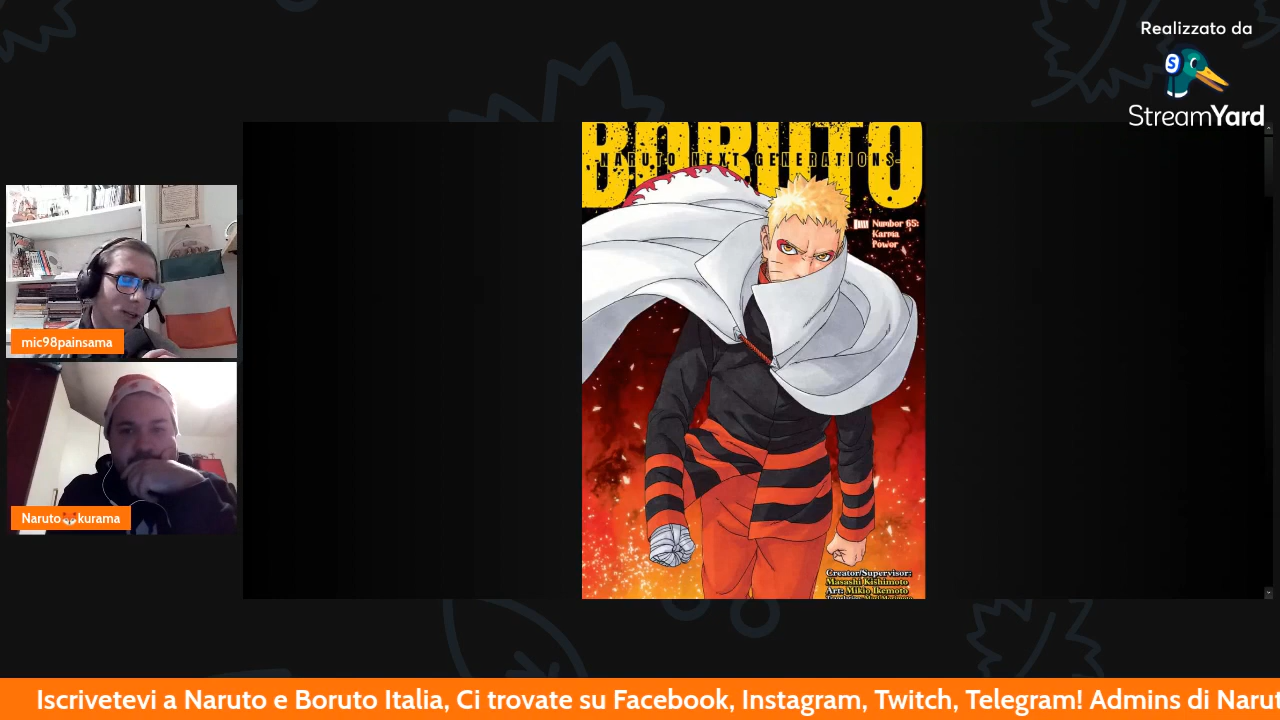 Realizzato da
S
StreamYard
BORUTO
-NARUTO NEXT GENERATIONS-
Number 65:
Karma
Power
mic98painsama
Naruto🦊kurama
Creator/Supervisor:
Masashi Kishimoto
Art: Mikio Ikemoto
Iscrivetevi a Naruto e Boruto Italia, Ci trovate su Facebook, Instagram, Twitch, Telegram! Admins di Narut